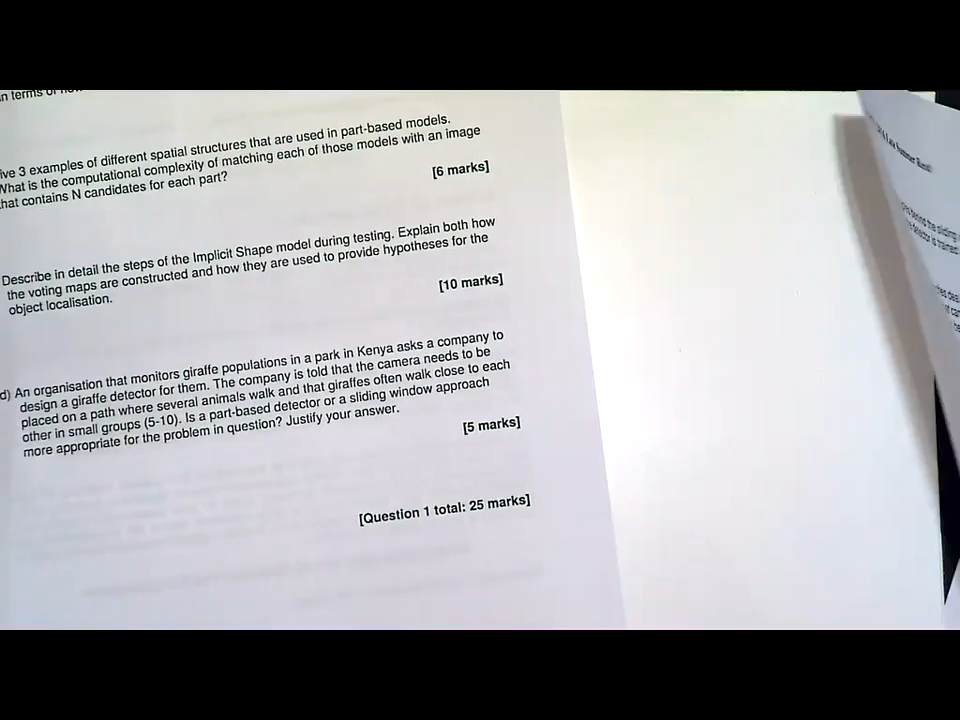 in terms of how
ive 3 examples of different spatial structures that are used in part-based models.
What is the computational complexity of matching each of those models with an image
that contains N candidates for each part?
[6 marks]
Describe in detail the steps of the Implicit Shape model during testing. Explain both how
the voting maps are constructed and how they are used to provide hypotheses for the
object localisation.
[10 marks]
d) An organisation that monitors giraffe populations in a park in Kenya asks a company to
design a giraffe detector for them. The company is told that the camera needs to be
placed on a path where several animals walk and that giraffes often walk close to each
other in small groups (5-10). Is a part-based detector or a sliding window approach
more appropriate for the problem in question? Justify your answer.
[5 marks]
[Question 1 total: 25 marks]
behind the sliding
detector is trained